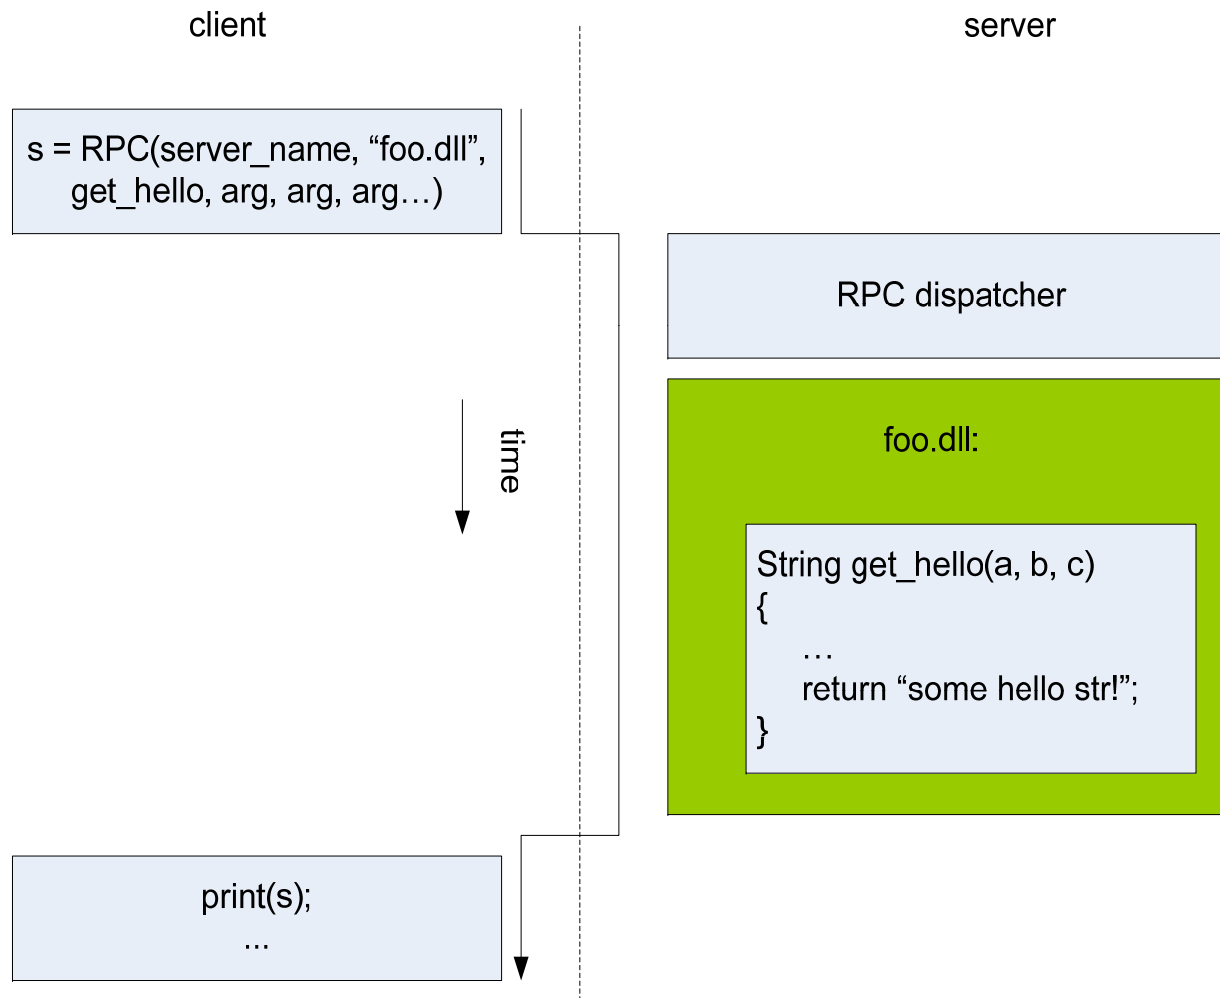 client
server
s = RPC(server_name, “foo.dll”,
get_hello, arg, arg, arg…)
RPC dispatcher
time
foo.dll:
String get_hello(a, b, c)
{
…
return “some hello str!”;
}
print(s);
...